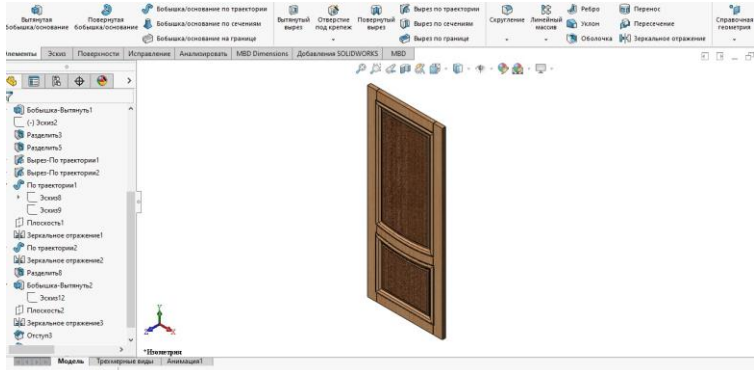 Вытянутая бобышка/основание
Повернутая бобышка/основание
Бобышка/основание по траектории
Бобышка/основание по сечениям
Бобышка/основание на границе
Вытянутый вырез
Отверстие под крепеж
Повернутый вырез
Вырез по траектории
Вырез по сечениям
Вырез по границе
Скругление
Линейный массив
Ребро
Уклон
Оболочка
Перенос
Пересечение
Зеркальное отражение
Справочная геометрия
Элементы Эскиз Поверхности Исправление Анализировать MBD Dimensions Добавления SOLIDWORKS MBD
Бобышка-Вытянуть1
(-) Эскиз2
Разделить3
Разделить5
Вырез-По траектории1
Вырез-По траектории2
По траектории1
Эскиз8
Эскиз9
Плоскость1
Зеркальное отражение1
По траектории2
Зеркальное отражение2
Разделить8
Бобышка-Вытянуть2
Эскиз12
Плоскость2
Зеркальное отражение3
Отступ3
Y
*Изометрия
Модель Трехмерные виды Анимация1